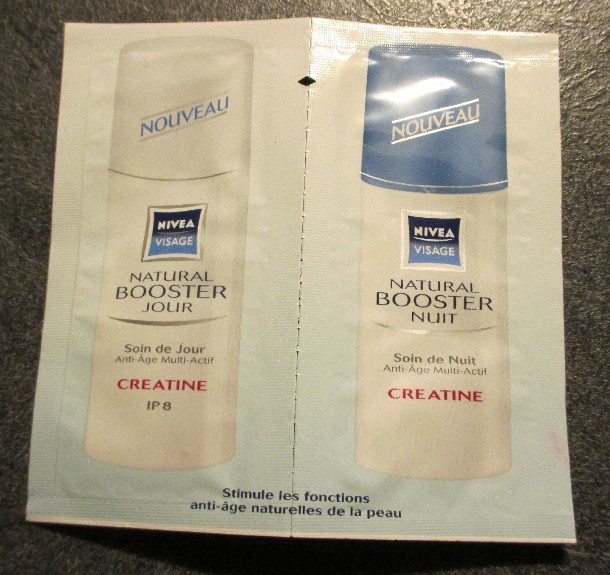 NOUVEAU
NIVEA
VISAGE
NATURAL
BOOSTER
JOUR
Soin de Jour
Anti-Âge Multi-Actif
CREATINE
IP 8
NOUVEAU
NIVEA
VISAGE
NATURAL
BOOSTER
NUIT
Soin de Nuit
Anti-Âge Multi-Actif
CREATINE
Stimule les fonctions
anti-âge naturelles de la peau